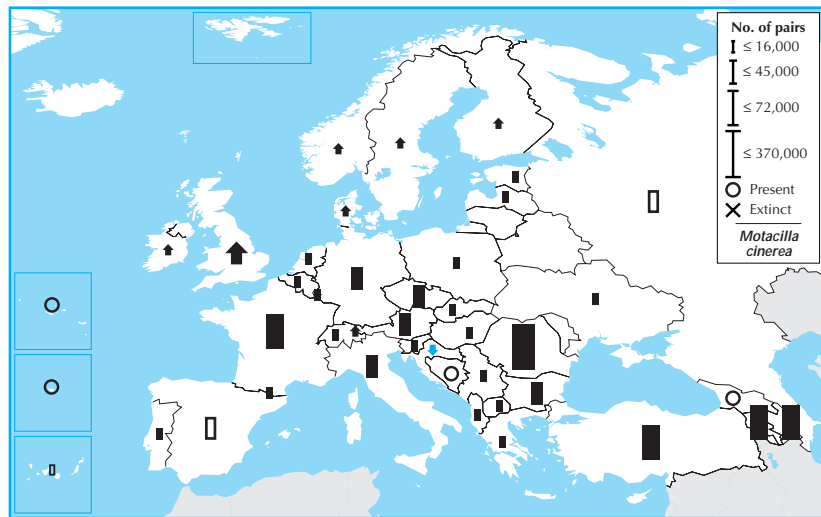 No. of pairs
≤ 16,000
≤ 45,000
≤ 72,000
≤ 370,000
Present
Extinct
Motacilla
cinerea